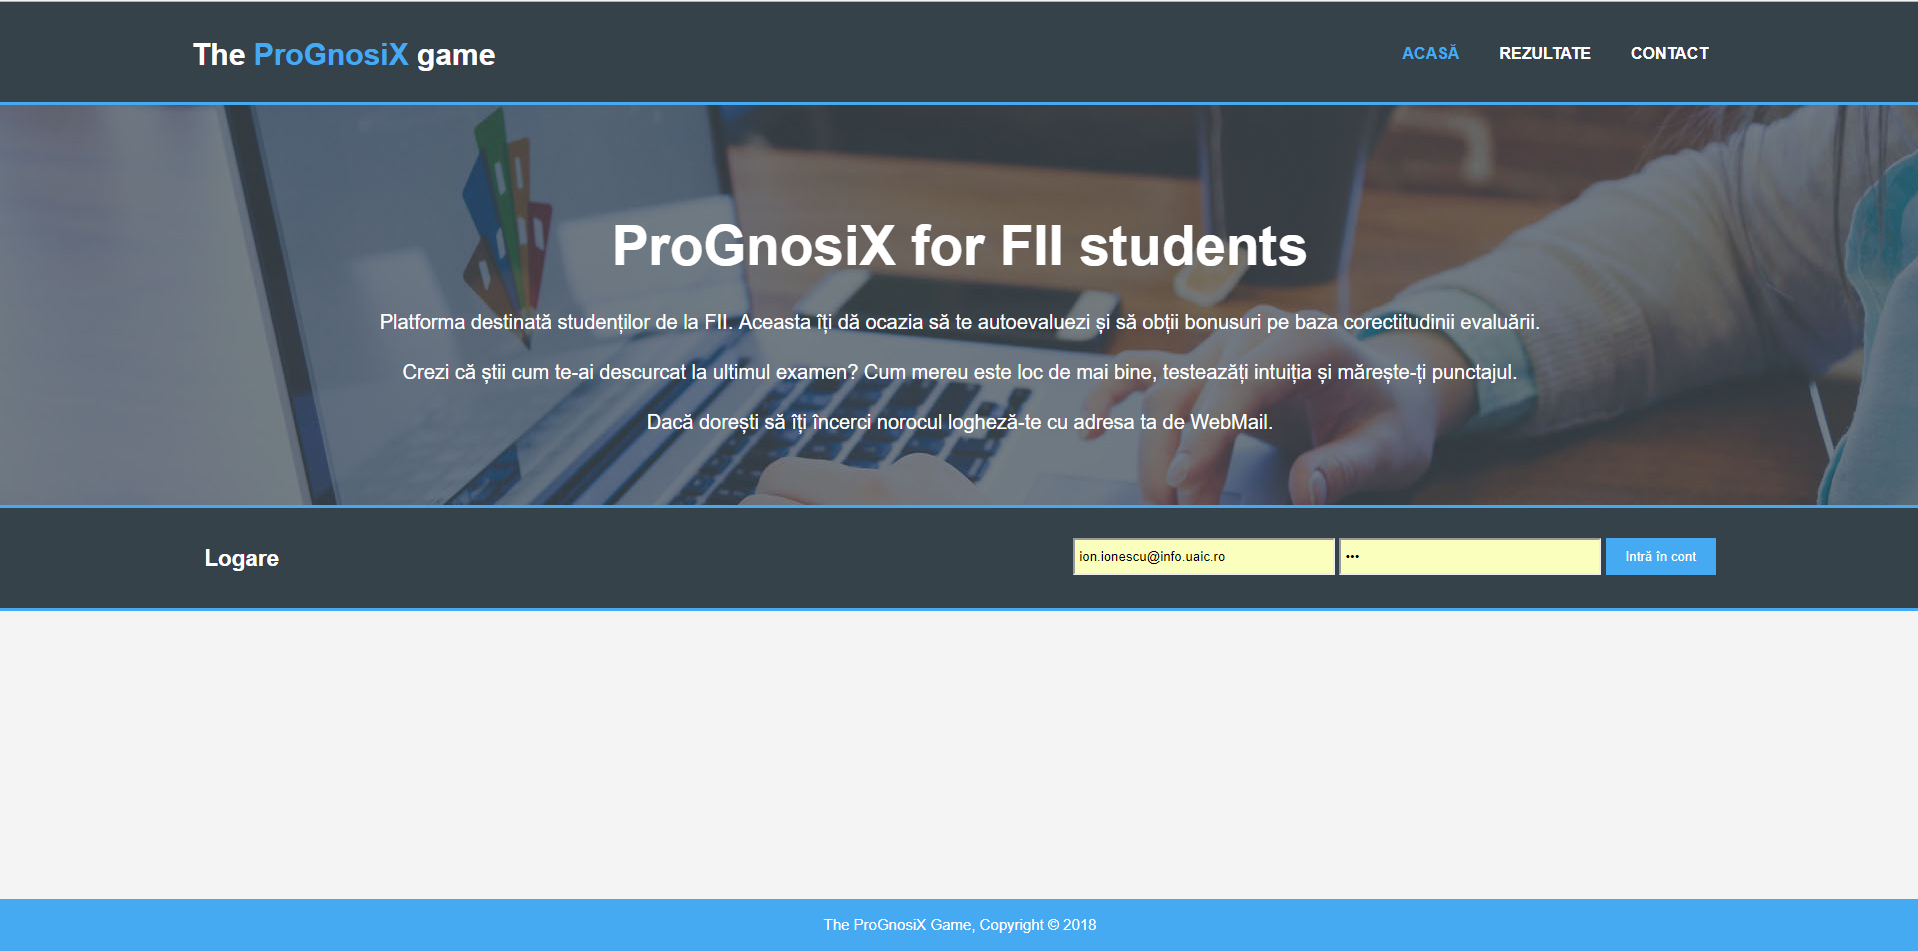 The ProGnosiX game
ACASĂ REZULTATE CONTACT
ProGnosiX for FII students
Platforma destinată studenților de la FII. Aceasta îți dă ocazia să te autoevaluezi și să obții bonusuri pe baza corectitudinii evaluării.
Crezi că știi cum te-ai descurcat la ultimul examen? Cum mereu este loc de mai bine, testeazăți intuiția și mărește-ți punctajul.
Dacă dorești să îți încerci norocul logheză-te cu adresa ta de WebMail.
Logare
ion.ionescu@info.uaic.ro ••• Intră în cont
The ProGnosiX Game, Copyright © 2018